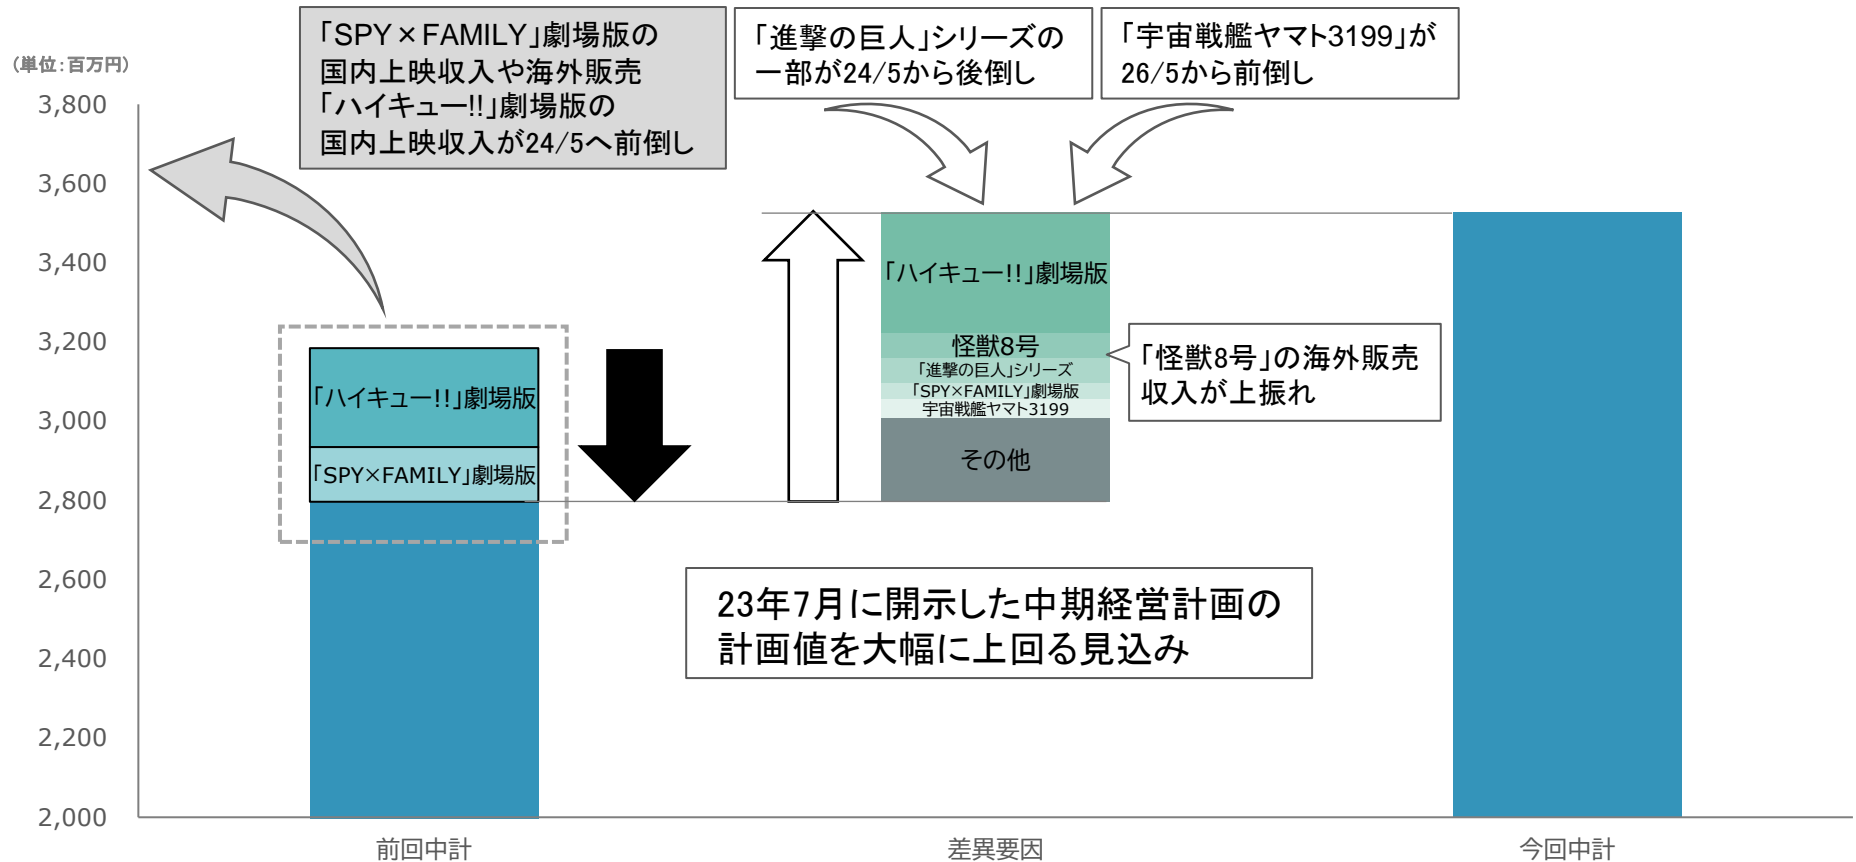 「SPY×FAMILY」劇場版の
国内上映収入や海外販売
「ハイキュー!!」劇場版の
国内上映収入が24/5へ前倒し
「進撃の巨人」シリーズの
一部が24/5から後倒し
「宇宙戦艦ヤマト3199」が
26/5から前倒し
(単位:百万円)
3,800
3,600
3,400
3,200
3,000
2,800
2,600
2,400
2,200
2,000
「ハイキュー!!」劇場版
「SPY×FAMILY」劇場版
「ハイキュー!!」劇場版
怪獣8号
「進撃の巨人」シリーズ
「SPY×FAMILY」劇場版
宇宙戦艦ヤマト3199
その他
「怪獣8号」の海外販売
収入が上振れ
23年7月に開示した中期経営計画の
計画値を大幅に上回る見込み
前回中計
差異要因
今回中計